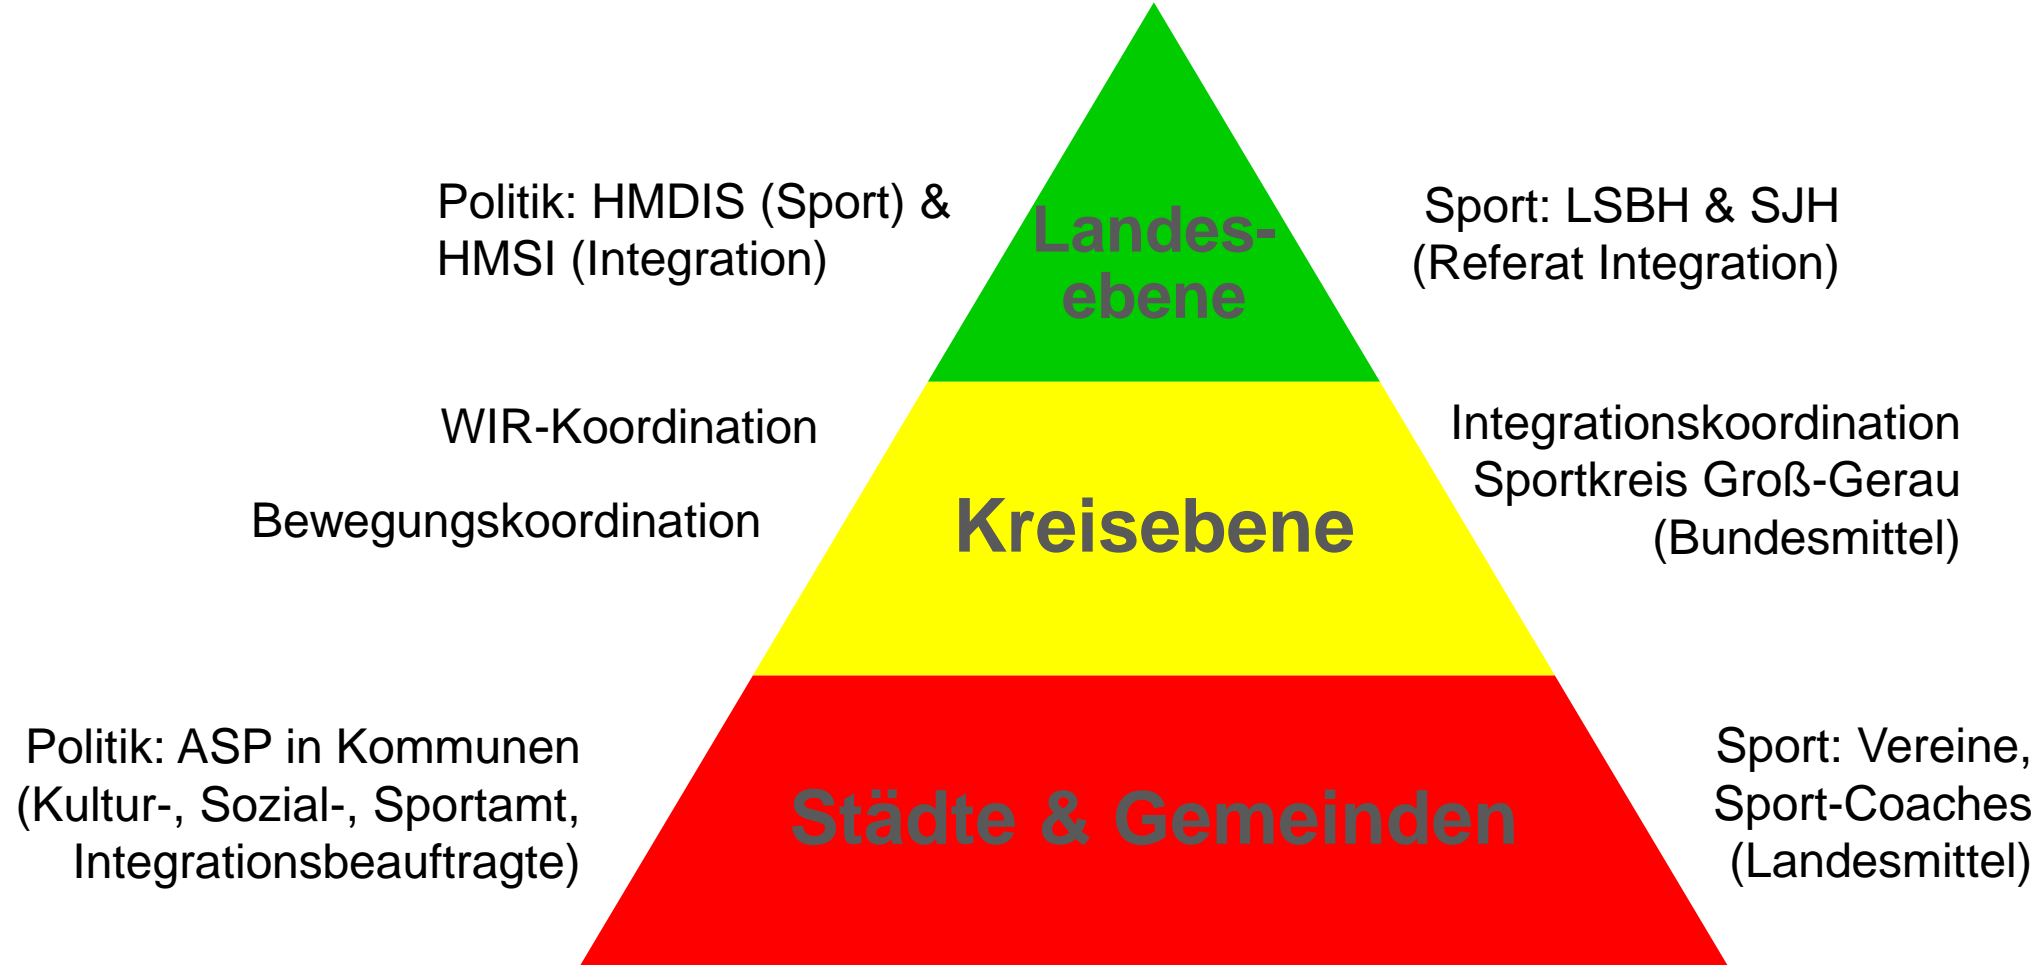 Politik: HMDIS (Sport) &
HMSI (Integration)
Landes-
ebene
Sport: LSBH & SJH
(Referat Integration)
WIR-Koordination
Bewegungskoordination
Kreisebene
Integrationskoordination
Sportkreis Groß-Gerau
(Bundesmittel)
Politik: ASP in Kommunen
(Kultur-, Sozial-, Sportamt,
Integrationsbeauftragte)
Städte & Gemeinden
Sport: Vereine,
Sport-Coaches
(Landesmittel)